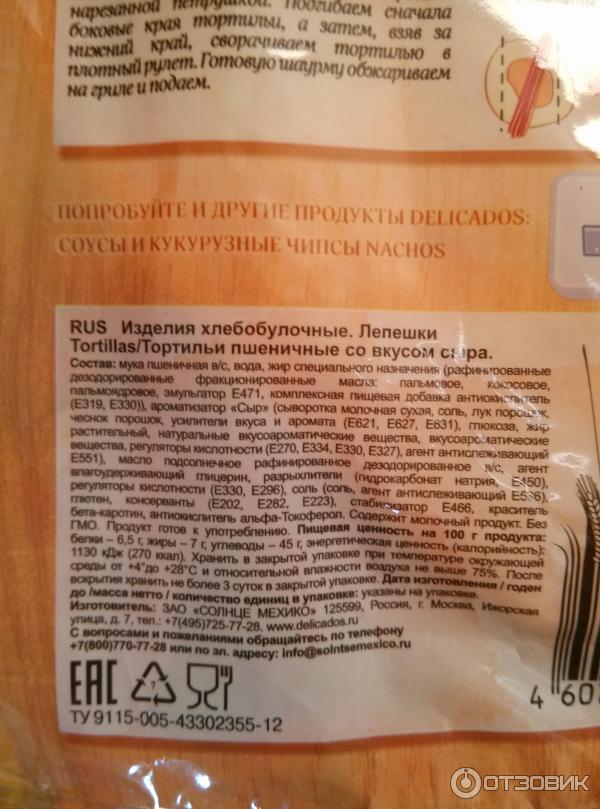 нарезанной петрушкой. Подгибаем сначала
боковые края тортильи, а затем, взяв за
нижний край, сворачиваем тортилью в
плотный рулет. Готовую шаурму обжариваем
на гриле и подаем.
ПОПРОБУЙТЕ И ДРУГИЕ ПРОДУКТЫ DELICADOS:
СОУСЫ И КУКУРУЗНЫЕ ЧИПСЫ NACHOS
RUS Изделия хлебобулочные. Лепешки
Tortillas/Тортильи пшеничные со вкусом сыра.
Состав: мука пшеничная в/с, вода, жир специального назначения (рафинированные
дезодорированные фракционированные масла: пальмовое, кокосовое,
пальмоядровое, эмульгатор Е471, комплексная пищевая добавка антиокислитель
(Е319, Е330)), ароматизатор «Сыр» (сыворотка молочная сухая, соль, лук порошок,
чеснок порошок, усилители вкуса и аромата (Е621, Е627, Е631), глюкоза, жир
растительный, натуральные вкусоароматические вещества, вкусоароматические
вещества, регуляторы кислотности (Е270, Е334, Е330, Е327), агент антислеживающий
Е551), масло подсолнечное рафинированное дезодорированное в/с, агент
влагоудерживающий глицерин, разрыхлители (гидрокарбонат натрия, Е450),
регуляторы кислотности (Е330, Е296), соль (соль, агент антислеживающий Е536),
глютен, консерванты (Е202, Е282, Е223), стабилизатор Е466, краситель
бета-каротин, антиокислитель альфа-Токоферол. Содержит молочный продукт. Без
ГМО. Продукт готов к употреблению. Пищевая ценность на 100 г продукта:
белки – 6,5 г, жиры – 7 г, углеводы – 45 г, энергетическая ценность (калорийность):
1130 кДж (270 ккал). Хранить в закрытой упаковке при температуре окружающей
среды от +4° до +28°С и относительной влажности воздуха не выше 75%. После
вскрытия хранить не более 3 суток в закрытой упаковке. Дата изготовления / годен
до /масса нетто / количество единиц в упаковке: указаны на упаковке.
Изготовитель: ЗАО «СОЛНЦЕ МЕХИКО» 125599, Россия, г. Москва, Ижорская
улица, д. 7, тел.: +7(495)725-77-28. www.delicados.ru
С вопросами и пожеланиями обращайтесь по телефону
+7(800)770-77-28 или по эл. адресу: info@solntsemexico.ru
EAC 7
ТУ 9115-005-43302355-12
4 607
ОТЗОВИК